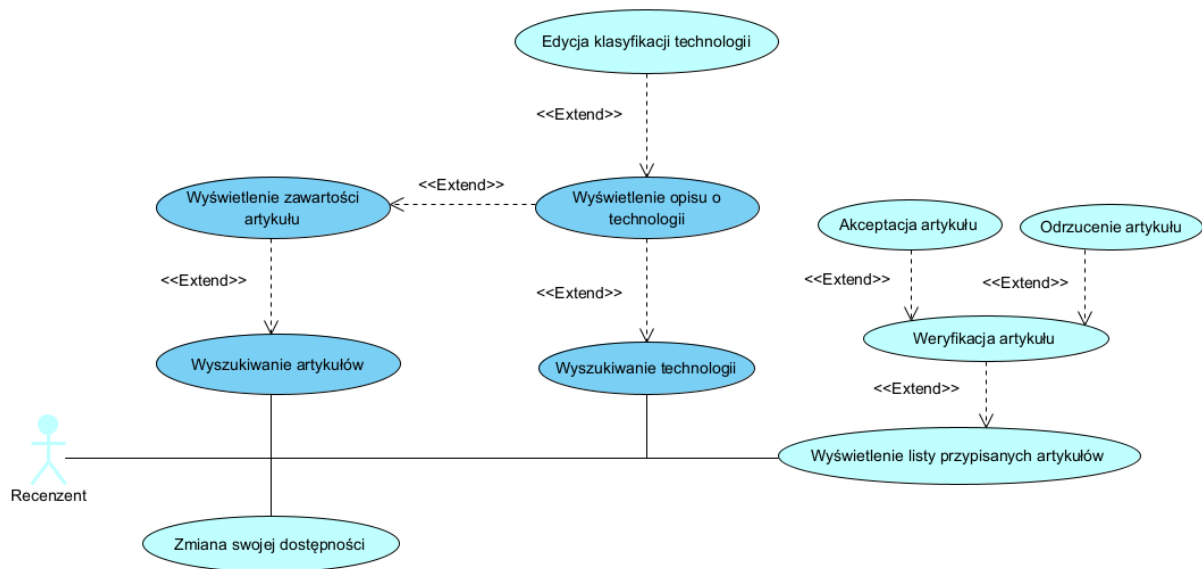 Edycja klasyfikacji technologii
<<Extend>>
Wyświetlenie zawartości
artykułu
<<Extend>>
Wyświetlenie opisu o
technologii
Akceptacja artykułu
Odrzucenie artykułu
<<Extend>>
<<Extend>>
<<Extend>>
<<Extend>>
Wyszukiwanie artykułów
Wyszukiwanie technologii
Weryfikacja artykułu
<<Extend>>
Wyświetlenie listy przypisanych artykułów
Recenzent
Zmiana swojej dostępności